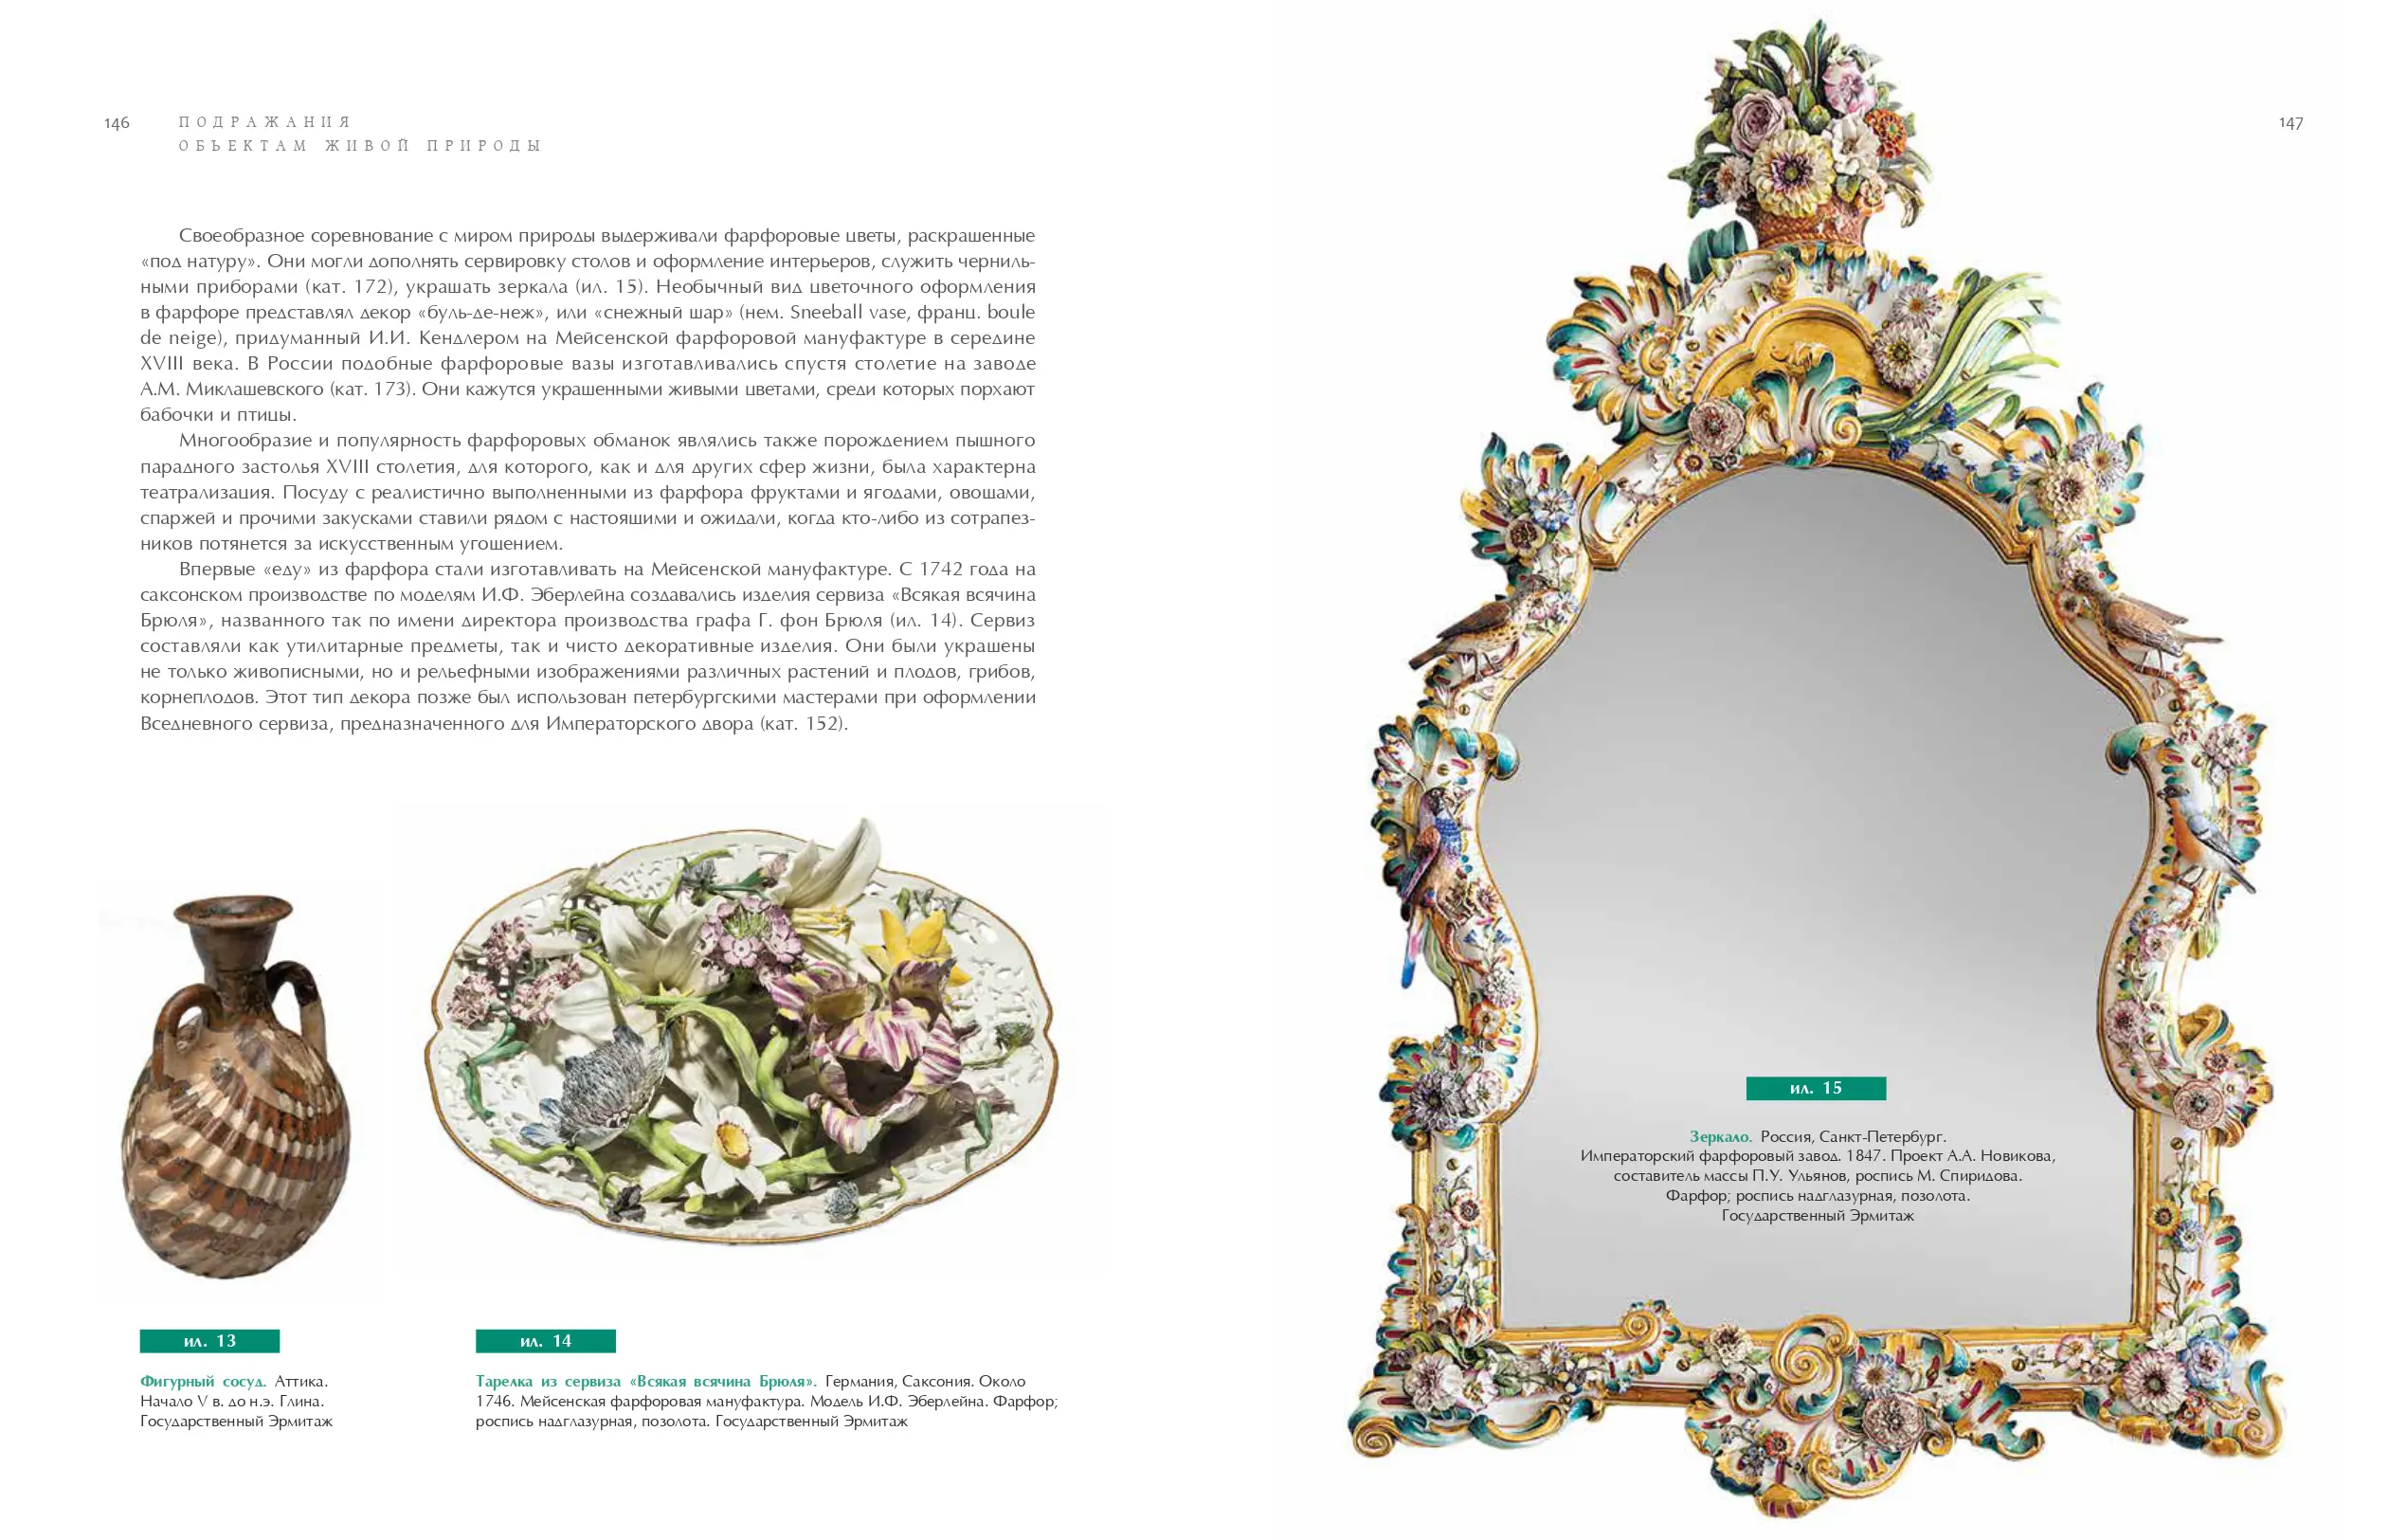 146
ПОДРАЖАНИЯ
ОБЪЕКТАМ ЖИВОЙ ПРИРОДЫ
147
Своеобразное соревнование с миром природы выдерживали фарфоровые цветы, раскрашенные
«под натуру». Они могли дополнять сервировку столов и оформление интерьеров, служить черниль-
ными приборами (кат. 172), украшать зеркала (ил. 15). Необычный вид цветочного оформления
в фарфоре представлял декор «буль-де-неж», или «снежный шар» (нем. Sneeball vase, франц. boule
de neige), придуманный И.И. Кендлером на Мейсенской фарфоровой мануфактуре в середине
XVIII века. В России подобные фарфоровые вазы изготавливались спустя столетие на заводе
А.М. Миклашевского (кат. 173). Они кажутся украшенными живыми цветами, среди которых порхают
бабочки и птицы.
Многообразие и популярность фарфоровых обманок являлись также порождением пышного
парадного застолья XVIII столетия, для которого, как и для других сфер жизни, была характерна
театрализация. Посуду с реалистично выполненными из фарфора фруктами и ягодами, овощами,
спаржей и прочими закусками ставили рядом с настоящими и ожидали, когда кто-либо из сотрапез-
ников потянется за искусственным угощением.
Впервые «еду» из фарфора стали изготавливать на Мейсенской мануфактуре. С 1742 года на
саксонском производстве по моделям И.Ф. Эберлейна создавались изделия сервиза «Всякая всячина
Брюля», названного так по имени директора производства графа Г. фон Брюля (ил. 14). Сервиз
составляли как утилитарные предметы, так и чисто декоративные изделия. Они были украшены
не только живописными, но и рельефными изображениями различных растений и плодов, грибов,
корнеплодов. Этот тип декора позже был использован петербургскими мастерами при оформлении
Вседневного сервиза, предназначенного для Императорского двора (кат. 152).
ил. 13
Фигурный сосуд. Аттика.
Начало V в. до н.э. Глина.
Государственный Эрмитаж
ил. 14
Тарелка из сервиза «Всякая всячина Брюля». Германия, Саксония. Около
1746. Мейсенская фарфоровая мануфактура. Модель И.Ф. Эберлейна. Фарфор;
роспись надглазурная, позолота. Государственный Эрмитаж
ил. 15
Зеркало. Россия, Санкт-Петербург.
Императорский фарфоровый завод. 1847. Проект А.А. Новикова,
составитель массы П.У. Ульянов, роспись М. Спиридова.
Фарфор; роспись надглазурная, позолота.
Государственный Эрмитаж